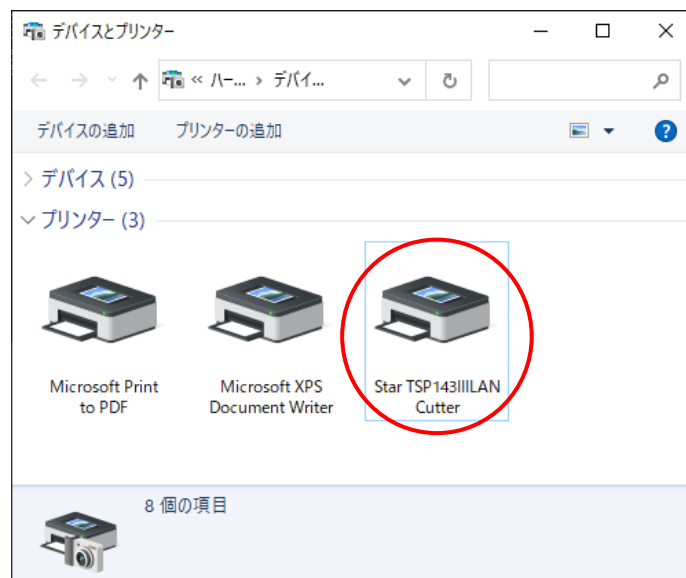 デバイスとプリンター
« ハー... › デバイ...
デバイスの追加 プリンターの追加
デバイス (5)
プリンター (3)
Microsoft Print
to PDF
Microsoft XPS
Document Writer
Star TSP143IIILAN
Cutter
8 個の項目